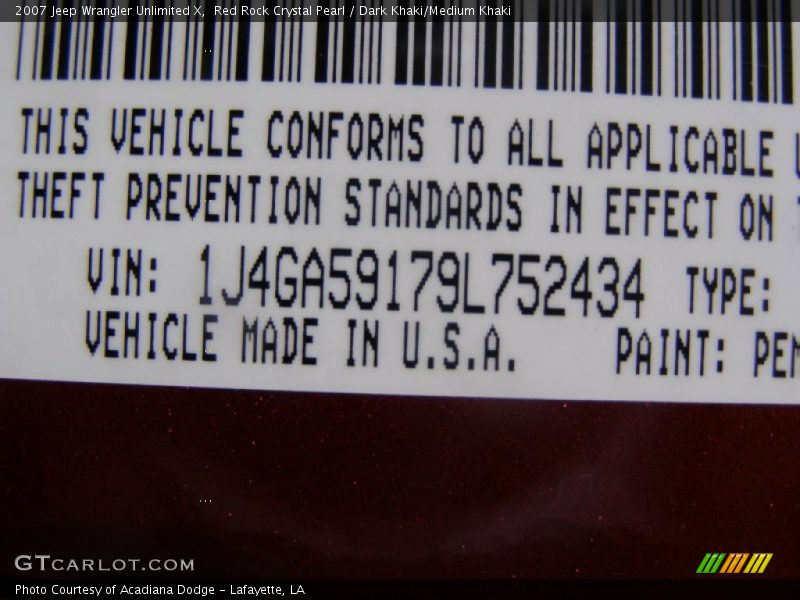 2007 Jeep Wrangler Unlimited X, Red Rock Crystal Pearl / Dark Khaki/Medium Khaki
THIS VEHICLE CONFORMS TO ALL APPLICABLE
THEFT PREVENTION STANDARDS IN EFFECT ON
VIN: 1J4GA59179L752434 TYPE:
VEHICLE MADE IN U.S.A. PAINT: PE
GTCARLOT.COM
Photo Courtesy of Acadiana Dodge - Lafayette, LA